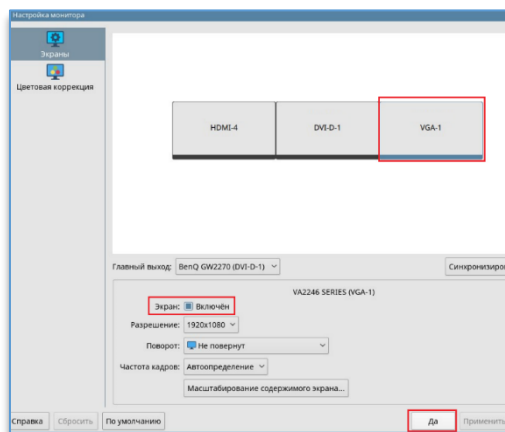 Настройка монитора
Экраны
Цветовая коррекция
HDMI-4
DVI-D-1
VGA-1
Главный выход: BenQ GW2270 (DVI-D-1)
Синхрониziро
VA2246 SERIES (VGA-1)
Экран: Включён
Разрешение: 1920x1080
Поворот: Не повернут
Частота кадров: Автоопределение
Масштабирование содержимого экрана...
Справка Сбросить По умолчанию Да Применить